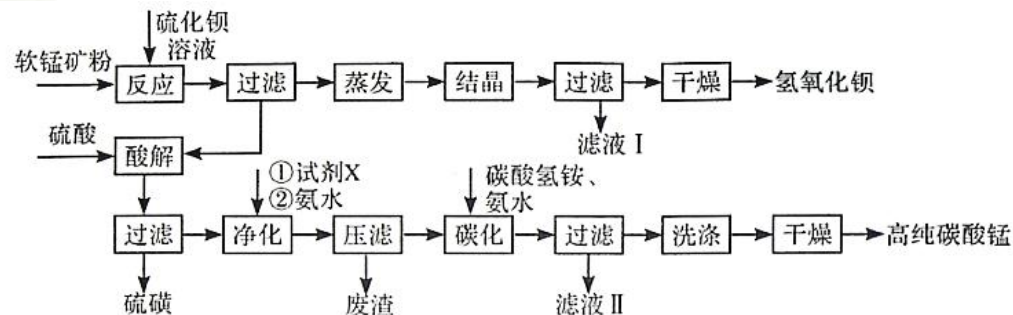 硫化钡
溶液
软锰矿粉
反应
过滤
蒸发
结晶
过滤
干燥
氢氧化钡
滤液Ⅰ
硫酸
酸解
①试剂X
②氨水
碳酸氢铵、
氨水
过滤
净化
压滤
碳化
过滤
洗涤
干燥
高纯碳酸锰
硫磺
废渣
滤液Ⅱ